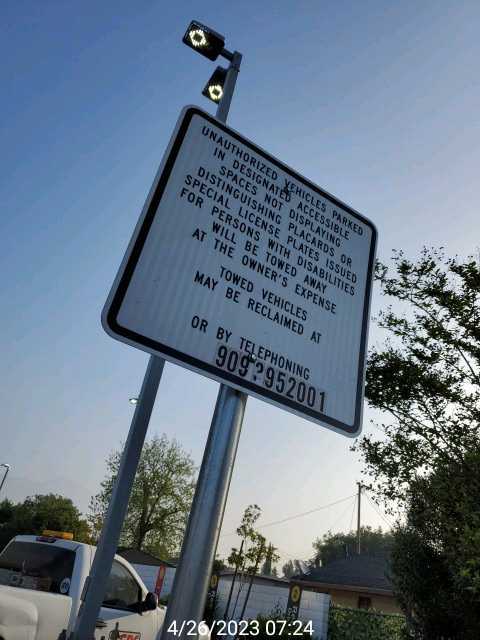 UNAUTHORIZED VEHICLES PARKED
IN DESIGNATED ACCESSIBLE
SPACES NOT DISPLAYING
DISTINGUISHING PLACARDS OR
SPECIAL LICENSE PLATES ISSUED
FOR PERSONS WITH DISABILITIES
WILL BE TOWED AWAY
AT THE OWNER'S EXPENSE
TOWED VEHICLES
MAY BE RECLAIMED AT
OR BY TELEPHONING
909?3952001
4/26/2023 07:24